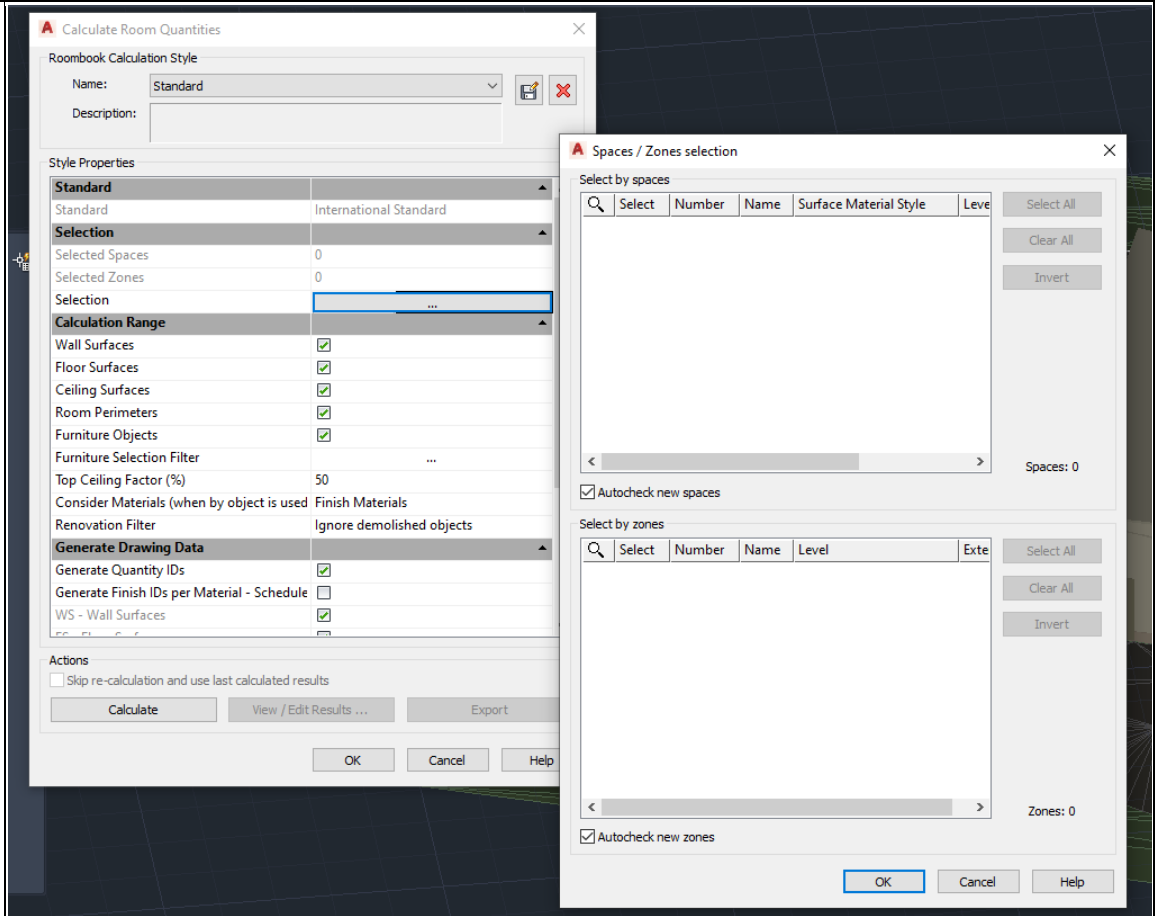 Calculate Room Quantities
Roombook Calculation Style
Name: Standard
Description:
Style Properties
Standard
Standard International Standard
Selection
Selected Spaces 0
Selected Zones 0
Selection ...
Calculation Range
Wall Surfaces
Floor Surfaces
Ceiling Surfaces
Room Perimeters
Furniture Objects
Furniture Selection Filter ...
Top Ceiling Factor (%) 50
Consider Materials (when by object is used Finish Materials
Renovation Filter Ignore demolished objects
Generate Drawing Data
Generate Quantity IDs
Generate Finish IDs per Material - Schedule
WS - Wall Surfaces
Actions
Skip re-calculation and use last calculated results
Calculate View / Edit Results ... Export
OK Cancel Help
Spaces / Zones selection
Select by spaces
Select Number Name Surface Material Style Leve
Select All
Clear All
Invert
Spaces: 0
Autocheck new spaces
Select by zones
Select Number Name Level Exte
Select All
Clear All
Invert
Zones: 0
Autocheck new zones
OK Cancel Help